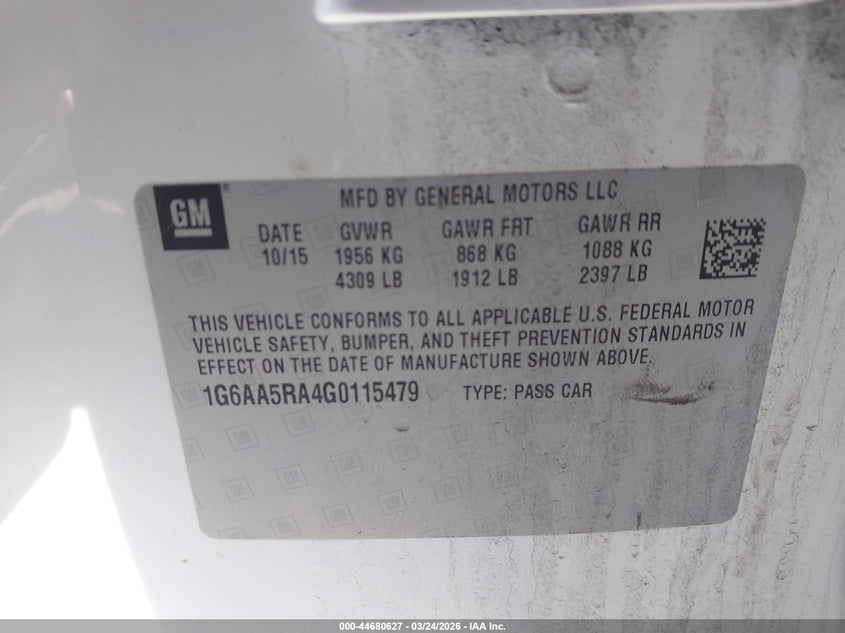 GM ®
MFD BY GENERAL MOTORS LLC
DATE GVWR GAWR FRT GAWR RR
10/15 1956 KG 868 KG 1088 KG
4309 LB 1912 LB 2397 LB
THIS VEHICLE CONFORMS TO ALL APPLICABLE U.S. FEDERAL MOTOR
VEHICLE SAFETY, BUMPER, AND THEFT PREVENTION STANDARDS IN
EFFECT ON THE DATE OF MANUFACTURE SHOWN ABOVE.
1G6AA5RA4G0115479 TYPE: PASS CAR
000-44680627 - 03/24/2026 - IAA Inc.